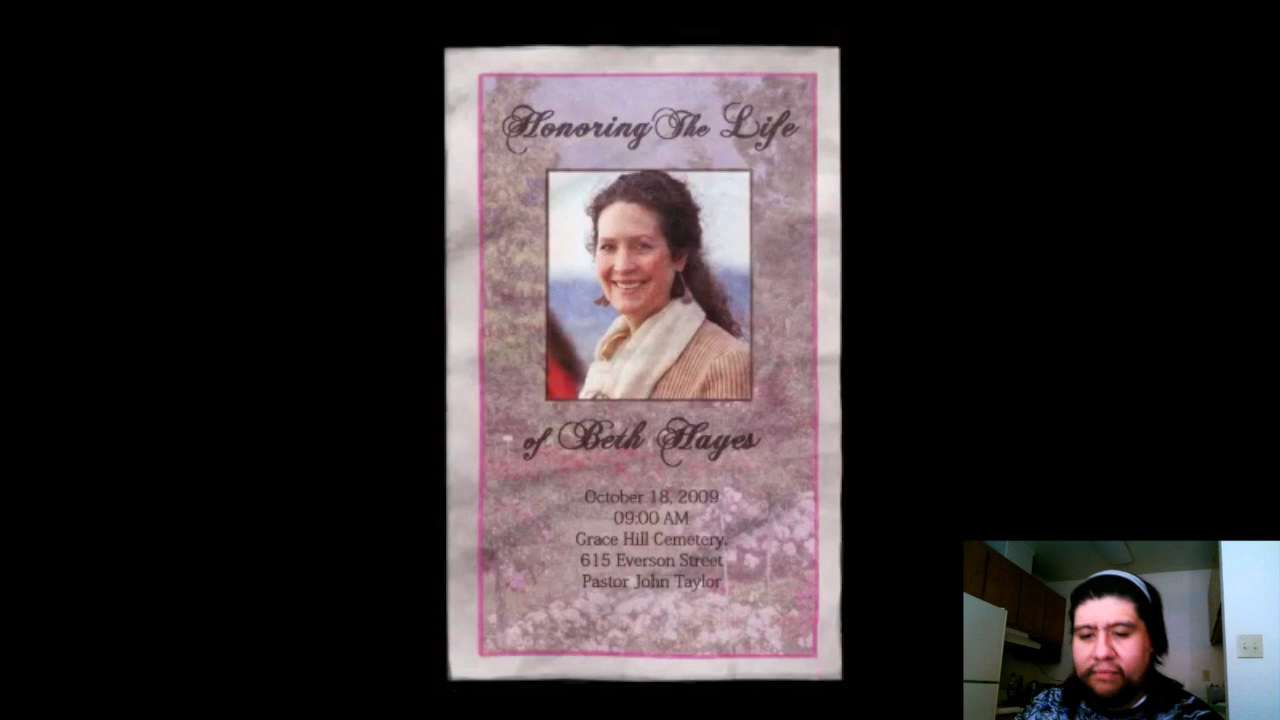 Honoring The Life
of Beth Hayes
October 18, 2009
09:00 AM
Grace Hill Cemetery,
615 Everson Street
Pastor John Taylor